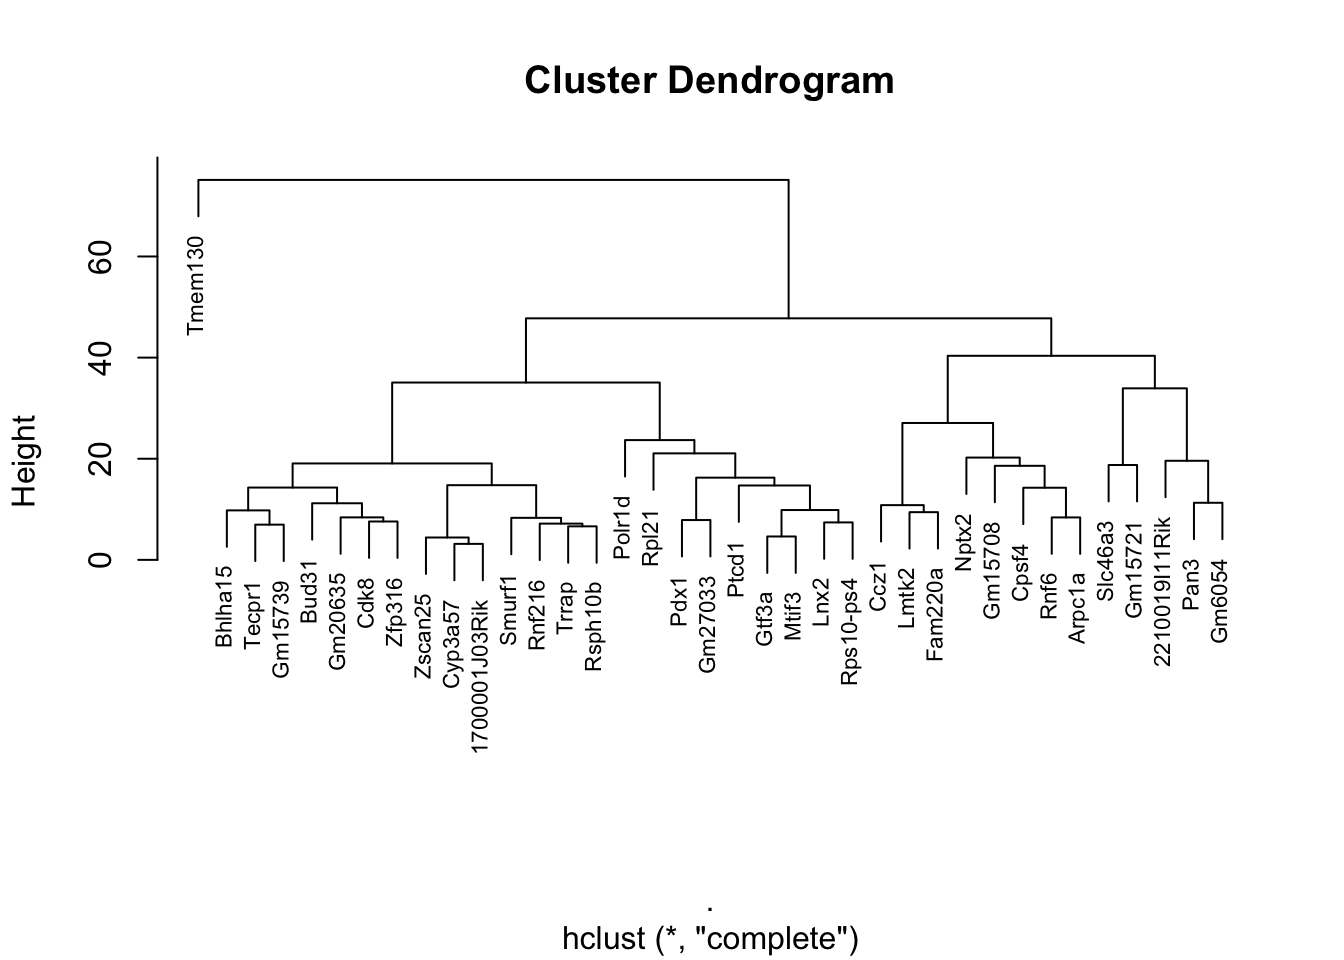 Cluster Dendrogram
Height
0
20
40
60
Tmem130
Bhlha15
Tecpr1
Gm15739
Bud31
Gm20635
Cdk8
Zfp316
Zscan25
Cyp3a57
1700001J03Rik
Smurf1
Rnf216
Trrap
Rsph10b
Polr1d
Rpl21
Pdx1
Gm27033
Ptcd1
Gtf3a
Mtif3
Lnx2
Rps10-ps4
Ccz1
Lmtk2
Fam220a
Nptx2
Gm15708
Cpsf4
Rnf6
Arpc1a
Slc46a3
Gm15721
2210019I11Rik
Pan3
Gm6054
.
hclust (*, "complete")